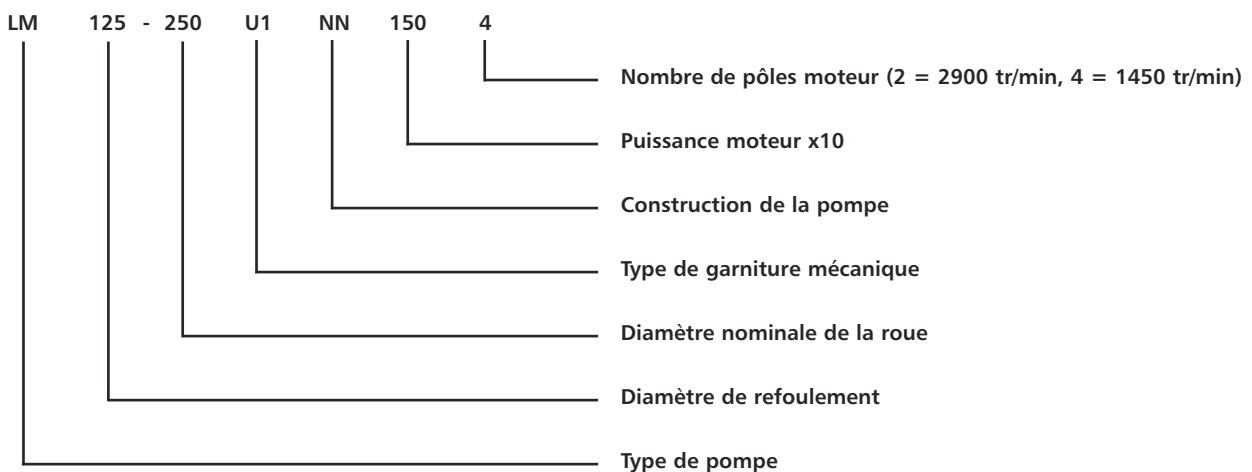 LM 125 - 250 U1 NN 150 4
Nombre de pôles moteur (2 = 2900 tr/min, 4 = 1450 tr/min)
Puissance moteur x10
Construction de la pompe
Type de garniture mécanique
Diamètre nominale de la roue
Diamètre de refoulement
Type de pompe